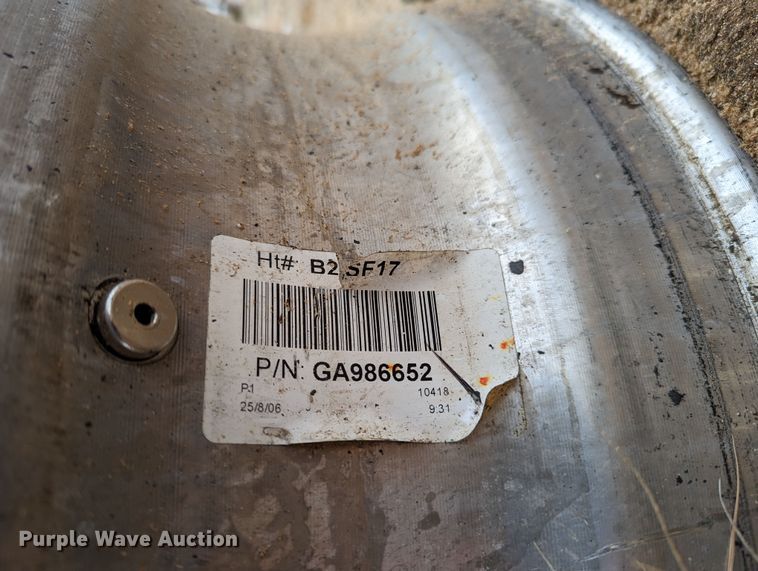 Ht#: B2 SF17
P/N: GA986652
P1 10418
25/8/06 9:31
Purple Wave Auction